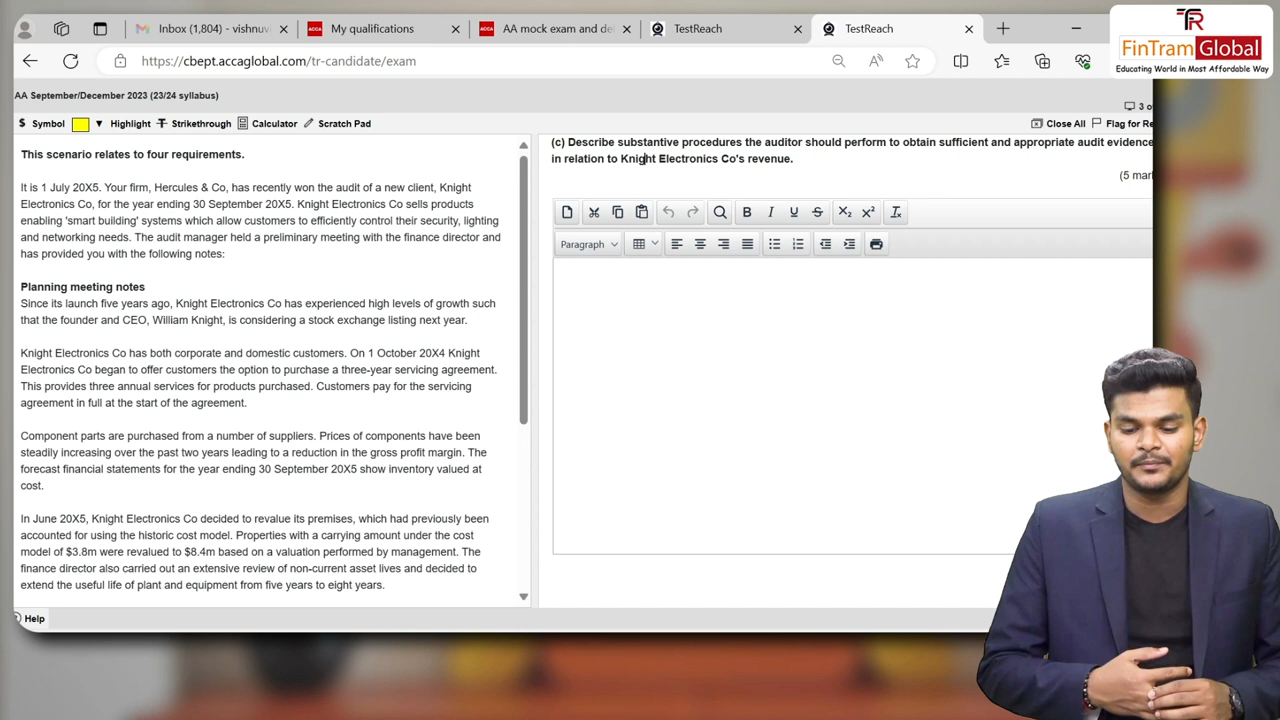 Inbox (1,804) - vishnuv
My qualifications
AA mock exam and de
TestReach
TestReach
FinTram Global
Educating World in Most Affordable Way
https://cbept.accaglobal.com/tr-candidate/exam
AA September/December 2023 (23/24 syllabus)
3 o
$ Symbol Highlight Strikethrough Calculator Scratch Pad
Close All Flag for Re
This scenario relates to four requirements.
It is 1 July 20X5. Your firm, Hercules & Co, has recently won the audit of a new client, Knight
Electronics Co, for the year ending 30 September 20X5. Knight Electronics Co sells products
enabling 'smart building' systems which allow customers to efficiently control their security, lighting
and networking needs. The audit manager held a preliminary meeting with the finance director and
has provided you with the following notes:
Planning meeting notes
Since its launch five years ago, Knight Electronics Co has experienced high levels of growth such
that the founder and CEO, William Knight, is considering a stock exchange listing next year.
Knight Electronics Co has both corporate and domestic customers. On 1 October 20X4 Knight
Electronics Co began to offer customers the option to purchase a three-year servicing agreement.
This provides three annual services for products purchased. Customers pay for the servicing
agreement in full at the start of the agreement.
Component parts are purchased from a number of suppliers. Prices of components have been
steadily increasing over the past two years leading to a reduction in the gross profit margin. The
forecast financial statements for the year ending 30 September 20X5 show inventory valued at
cost.
In June 20X5, Knight Electronics Co decided to revalue its premises, which had previously been
accounted for using the historic cost model. Properties with a carrying amount under the cost
model of $3.8m were revalued to $8.4m based on a valuation performed by management. The
finance director also carried out an extensive review of non-current asset lives and decided to
extend the useful life of plant and equipment from five years to eight years.
Help
(c) Describe substantive procedures the auditor should perform to obtain sufficient and appropriate audit evidence
in relation to Knight Electronics Co's revenue.
(5 mar
B I U S X₂ X² Ix
Paragraph